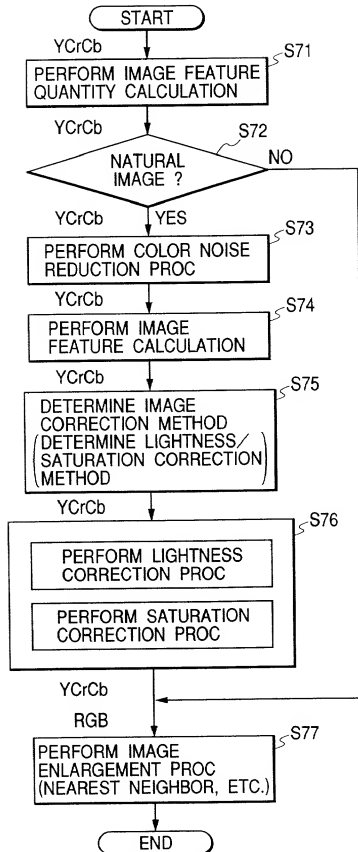 START
YCrCb
S71
PERFORM IMAGE FEATURE
QUANTITY CALCULATION
YCrCb
S72
NATURAL
IMAGE ?
NO
YCrCb
YES
S73
PERFORM COLOR NOISE
REDUCTION PROC
YCrCb
S74
PERFORM IMAGE
FEATURE CALCULATION
YCrCb
S75
DETERMINE IMAGE
CORRECTION METHOD
(DETERMINE LIGHTNESS/
SATURATION CORRECTION)
METHOD
YCrCb
S76
PERFORM LIGHTNESS
CORRECTION PROC
PERFORM SATURATION
CORRECTION PROC
YCrCb
RGB
S77
PERFORM IMAGE
ENLARGEMENT PROC
(NEAREST NEIGHBOR, ETC.)
END